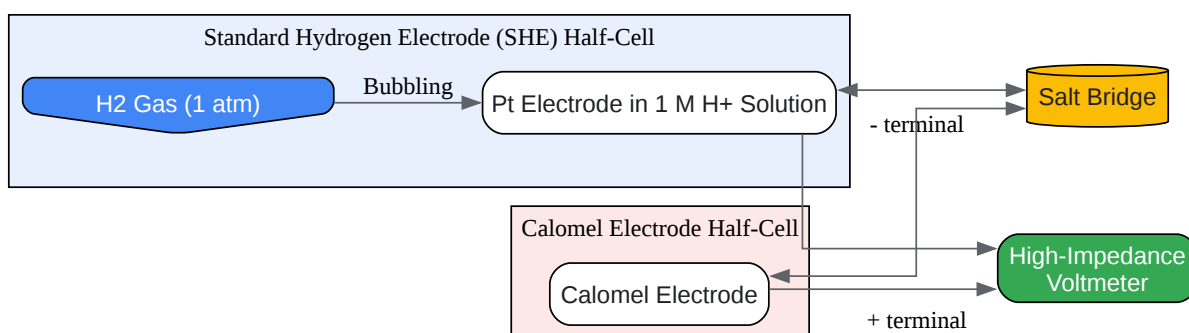 Standard Hydrogen Electrode (SHE) Half-Cell
H2 Gas (1 atm)
Bubbling
Pt Electrode in 1 M H+ Solution
Salt Bridge
- terminal
Calomel Electrode Half-Cell
Calomel Electrode
High-Impedance
Voltmeter
+ terminal